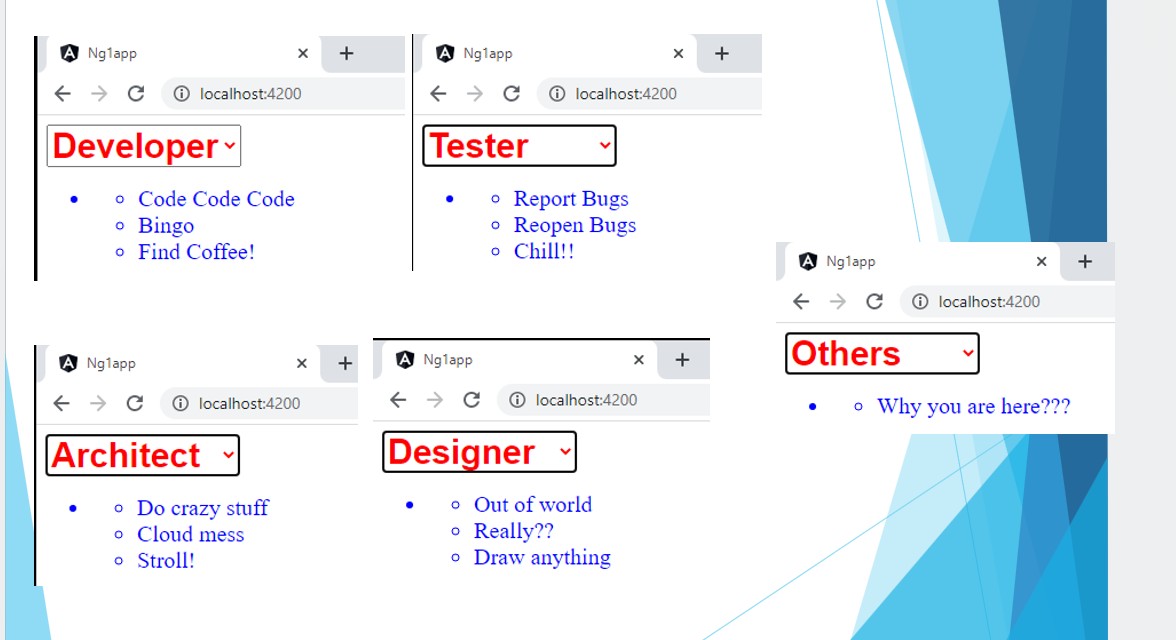 Ng1app
localhost:4200
Developer
Code Code Code
Bingo
Find Coffee!
Ng1app
localhost:4200
Tester
Report Bugs
Reopen Bugs
Chill!!
Ng1app
localhost:4200
Others
Why you are here???
Ng1app
localhost:4200
Architect
Do crazy stuff
Cloud mess
Stroll!
Ng1app
localhost:4200
Designer
Out of world
Really??
Draw anything